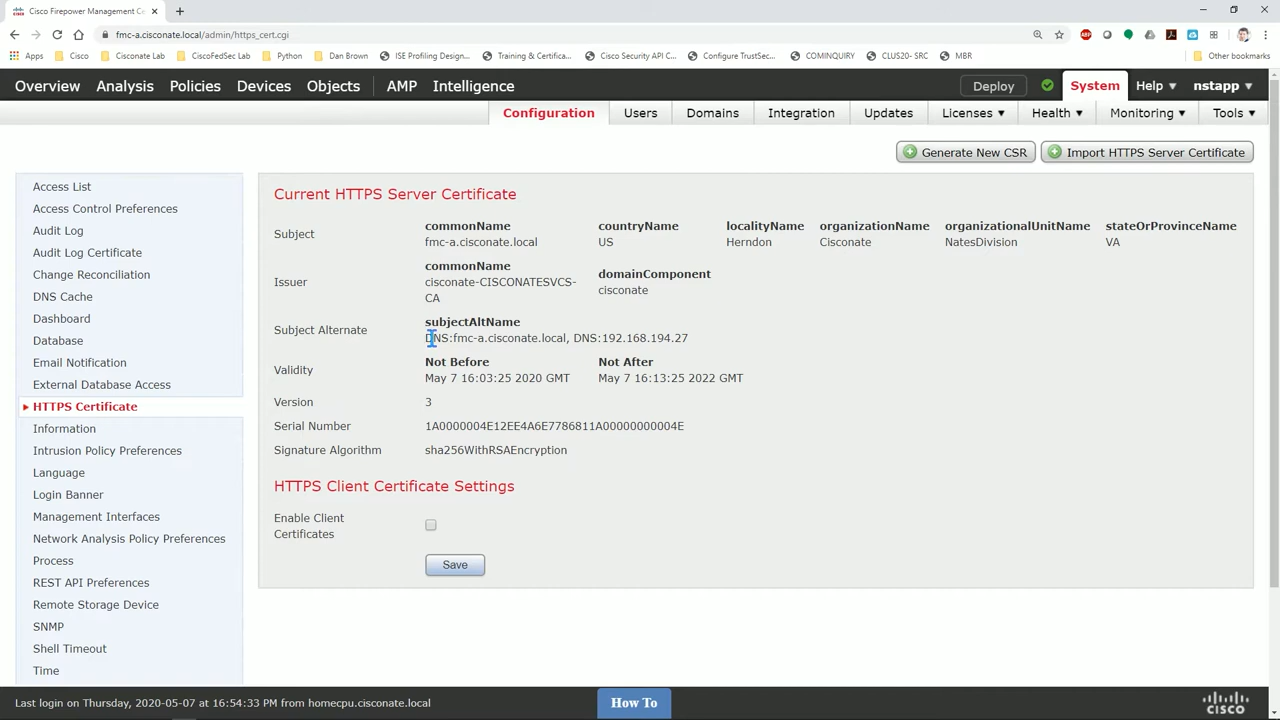 Cisco Firepower Management C
fmc-a.cisconate.local/admin/https_cert.cgi
Apps Cisco Cisconate Lab CiscoFedSec Lab Python Dan Brown ISE Profiling Design... Training & Certifica... Cisco Security API C... Configure TrustSec... COMINQUIRY CLUS20- SRC MBR Other bookmarks
Overview Analysis Policies Devices Objects AMP Intelligence Deploy System Help nstapp
Configuration Users Domains Integration Updates Licenses Health Monitoring Tools
Generate New CSR Import HTTPS Server Certificate
Access List
Access Control Preferences
Audit Log
Audit Log Certificate
Change Reconciliation
DNS Cache
Dashboard
Database
Email Notification
External Database Access
HTTPS Certificate
Information
Intrusion Policy Preferences
Language
Login Banner
Management Interfaces
Network Analysis Policy Preferences
Process
REST API Preferences
Remote Storage Device
SNMP
Shell Timeout
Time
Current HTTPS Server Certificate
Subject
commonName countryName localityName organizationName organizationalUnitName stateOrProvinceName
fmc-a.cisconate.local US Herndon Cisconate NatesDivision VA
Issuer
commonName domainComponent
cisconate-CISCONATESVCS-
CA
cisconate
Subject Alternate
subjectAltName
DNS:fmc-a.cisconate.local, DNS:192.168.194.27
Validity
Not Before Not After
May 7 16:03:25 2020 GMT May 7 16:13:25 2022 GMT
Version 3
Serial Number 1A0000004E12EE4A6E7786811A00000000004E
Signature Algorithm sha256WithRSAEncryption
HTTPS Client Certificate Settings
Enable Client
Certificates
Save
Last login on Thursday, 2020-05-07 at 16:54:33 PM from homecpu.cisconate.local
How To
cisco